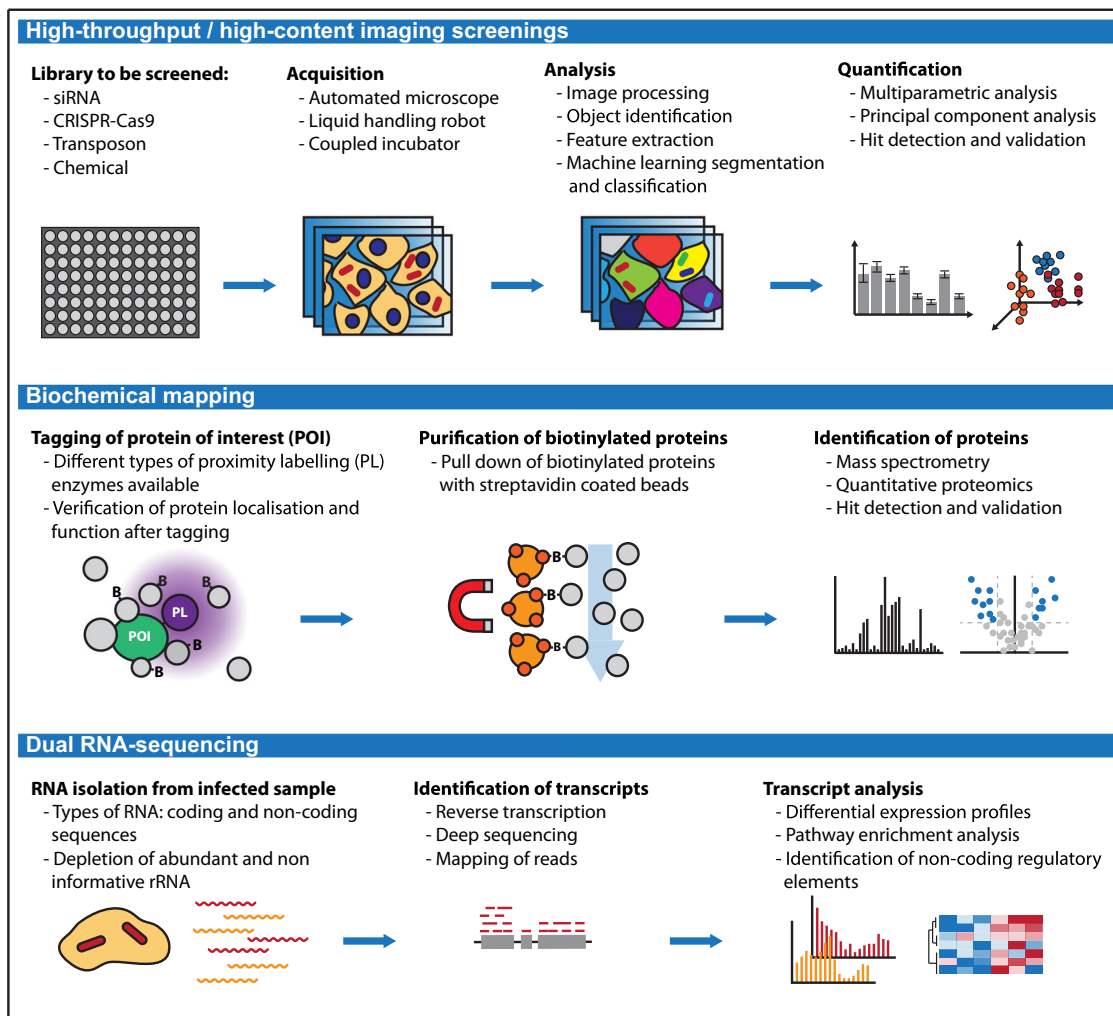 High-throughput / high-content imaging screenings
Library to be screened:
- siRNA
- CRISPR-Cas9
- Transposon
- Chemical
Acquisition
- Automated microscope
- Liquid handling robot
- Coupled incubator
Analysis
- Image processing
- Object identification
- Feature extraction
- Machine learning segmentation
and classification
Quantification
- Multiparametric analysis
- Principal component analysis
- Hit detection and validation
Biochemical mapping
Tagging of protein of interest (POI)
- Different types of proximity labelling (PL)
enzymes available
- Verification of protein localisation and
function after tagging
B
B
B
PL
POI
B
B
Purification of biotinylated proteins
- Pull down of biotinylated proteins
with streptavidin coated beads
B
B
B
Identification of proteins
- Mass spectrometry
- Quantitative proteomics
- Hit detection and validation
Dual RNA-sequencing
RNA isolation from infected sample
- Types of RNA: coding and non-coding
sequences
- Depletion of abundant and non
informative rRNA
Identification of transcripts
- Reverse transcription
- Deep sequencing
- Mapping of reads
Transcript analysis
- Differential expression profiles
- Pathway enrichment analysis
- Identification of non-coding regulatory
elements